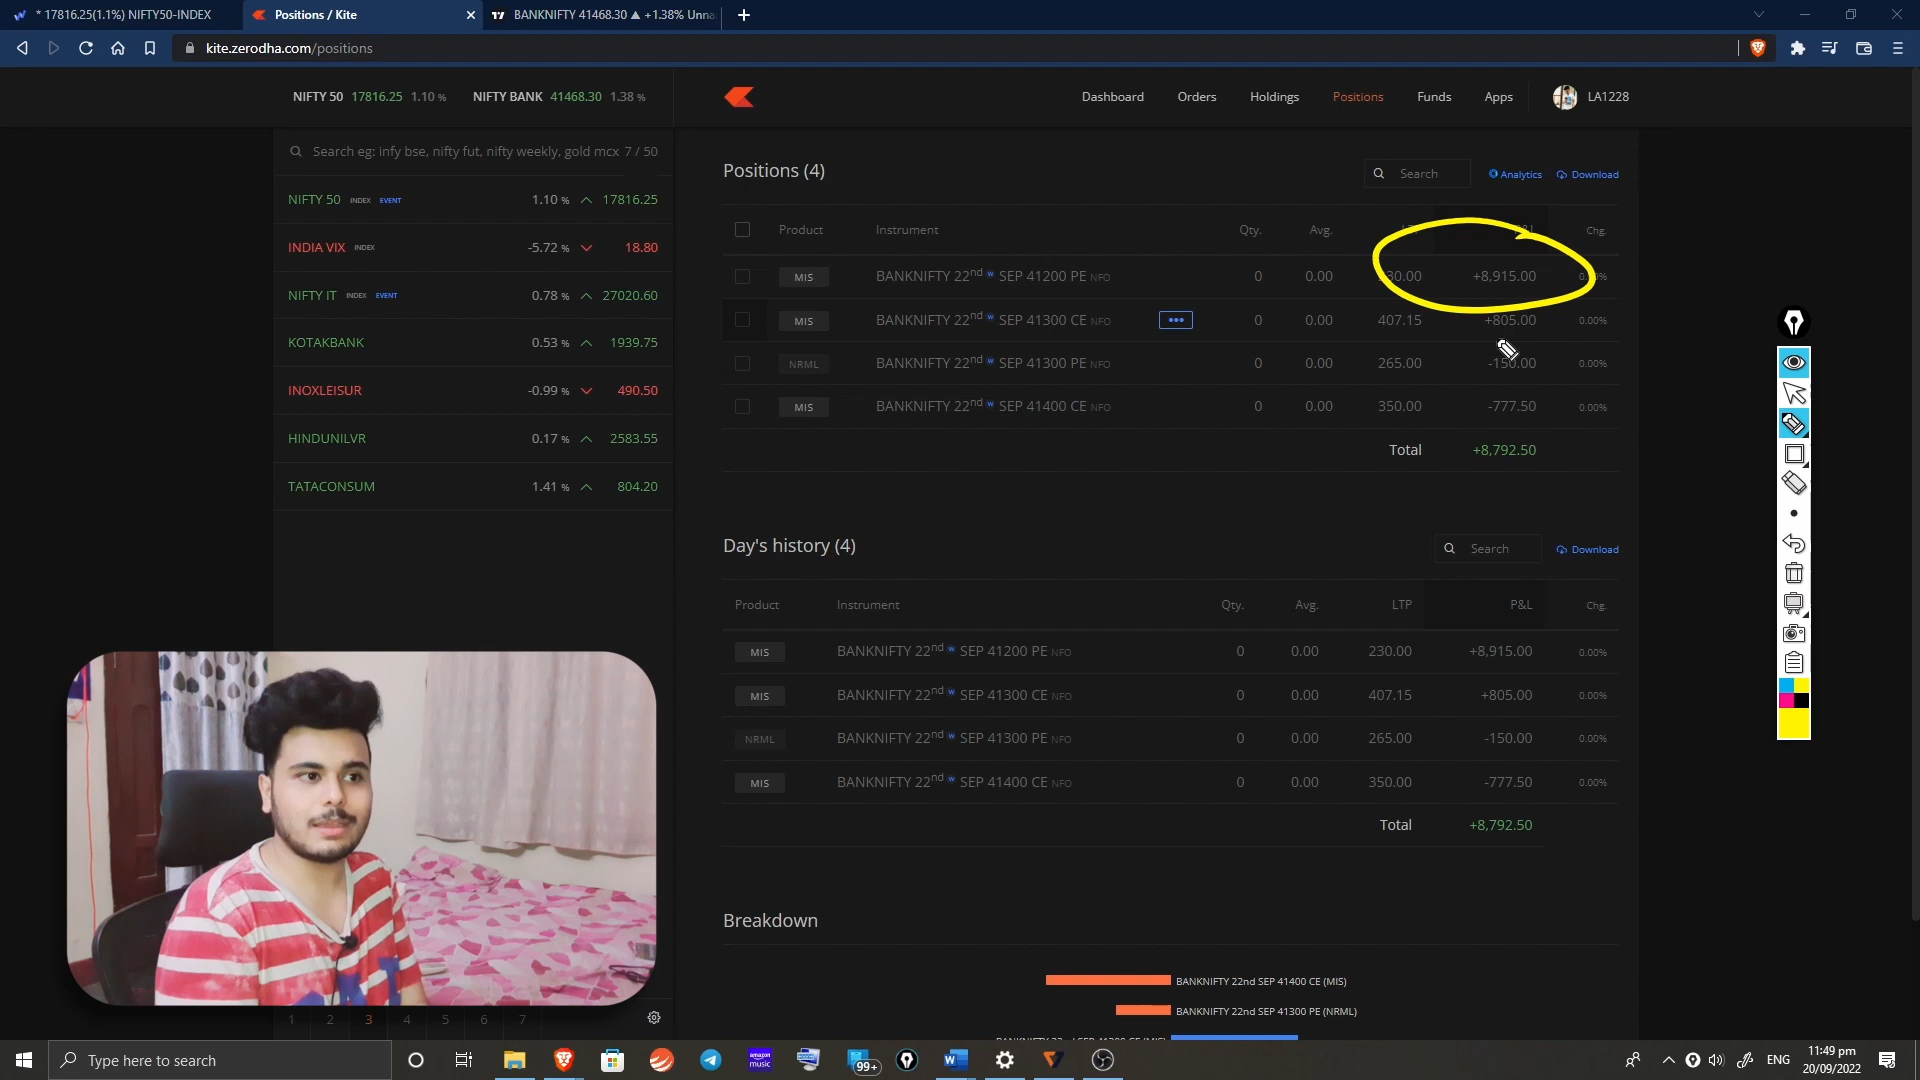 * 17816.25(1.1%) NIFTY50-INDEX
Positions / Kite
BANKNIFTY 41468.30 ▲ +1.38% Unna
kite.zerodha.com/positions
NIFTY 50 17816.25 1.10 %
NIFTY BANK 41468.30 1.38 %
Dashboard
Orders
Holdings
Positions
Funds
Apps
LA1228
Search eg: infy bse, nifty fut, nifty weekly, gold mcx 7 / 50
NIFTY 50 INDEX EVENT 1.10 % 17816.25
INDIA VIX INDEX -5.72 % 18.80
NIFTY IT INDEX EVENT 0.78 % 27020.60
KOTAKBANK 0.53 % 1939.75
INOXLEISUR -0.99 % 490.50
HINDUNILVR 0.17 % 2583.55
TATACONSUM 1.41 % 804.20
1 2 3 4 5 6 7
Positions (4)
Search
Analytics
Download
Product Instrument Qty. Avg. Chg.
MIS BANKNIFTY 22nd w SEP 41200 PE NFO 0 0.00 +8,915.00
MIS BANKNIFTY 22nd w SEP 41300 CE NFO ••• 0 0.00 407.15 +805.00 0.00%
NRML BANKNIFTY 22nd w SEP 41300 PE NFO 0 0.00 265.00 -150.00 0.00%
MIS BANKNIFTY 22nd w SEP 41400 CE NFO 0 0.00 350.00 -777.50 0.00%
Total +8,792.50
Day's history (4)
Search
Download
Product Instrument Qty. Avg. LTP P&L Chg.
MIS BANKNIFTY 22nd w SEP 41200 PE NFO 0 0.00 230.00 +8,915.00 0.00%
MIS BANKNIFTY 22nd w SEP 41300 CE NFO 0 0.00 407.15 +805.00 0.00%
NRML BANKNIFTY 22nd w SEP 41300 PE NFO 0 0.00 265.00 -150.00 0.00%
MIS BANKNIFTY 22nd w SEP 41400 CE NFO 0 0.00 350.00 -777.50 0.00%
Total +8,792.50
Breakdown
BANKNIFTY 22nd SEP 41400 CE (MIS)
BANKNIFTY 22nd SEP 41300 PE (NRML)
Type here to search
amazon music
99+
ENG
11:49 pm
20/09/2022